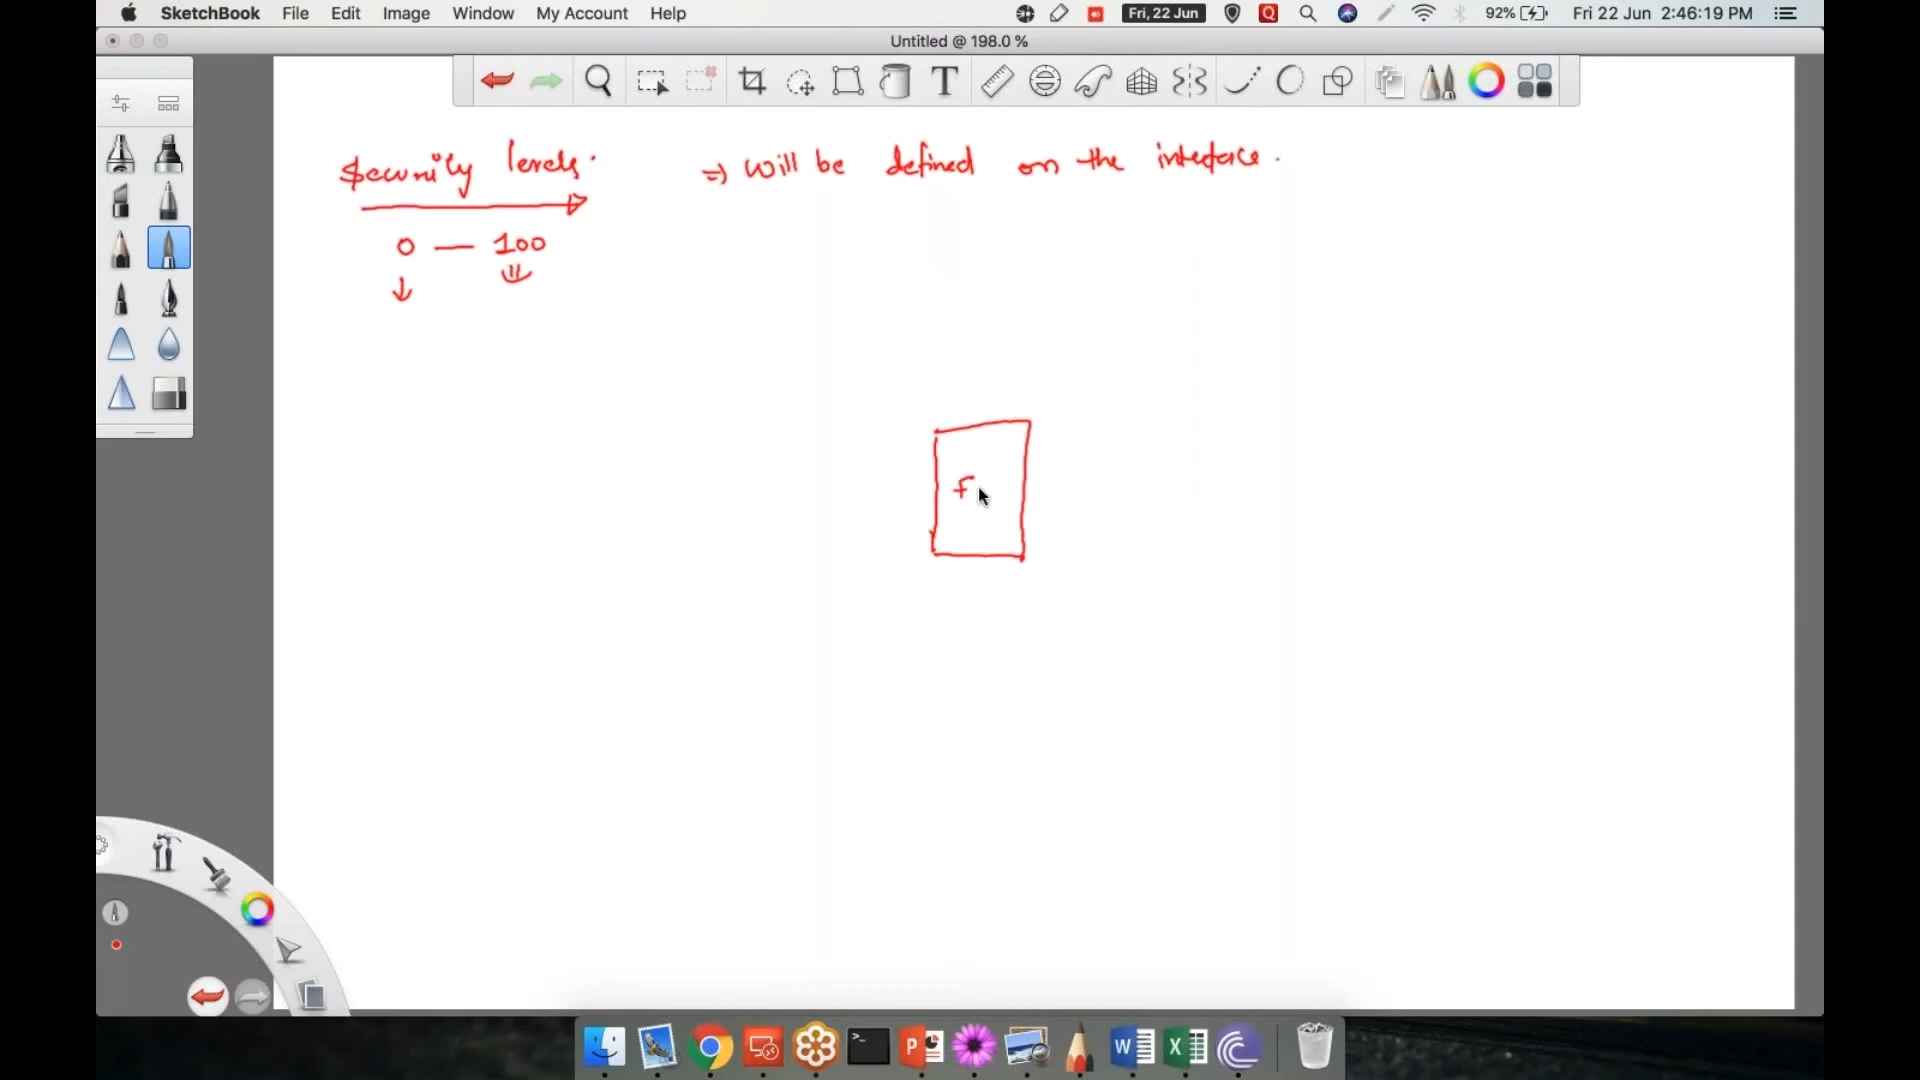 SketchBook File Edit Image Window My Account Help Fri, 22 Jun 92% Fri 22 Jun 2:46:19 PM
Untitled @ 198.0 %
T
Security levels. => Will be defined on the interface.
0 — 100
F